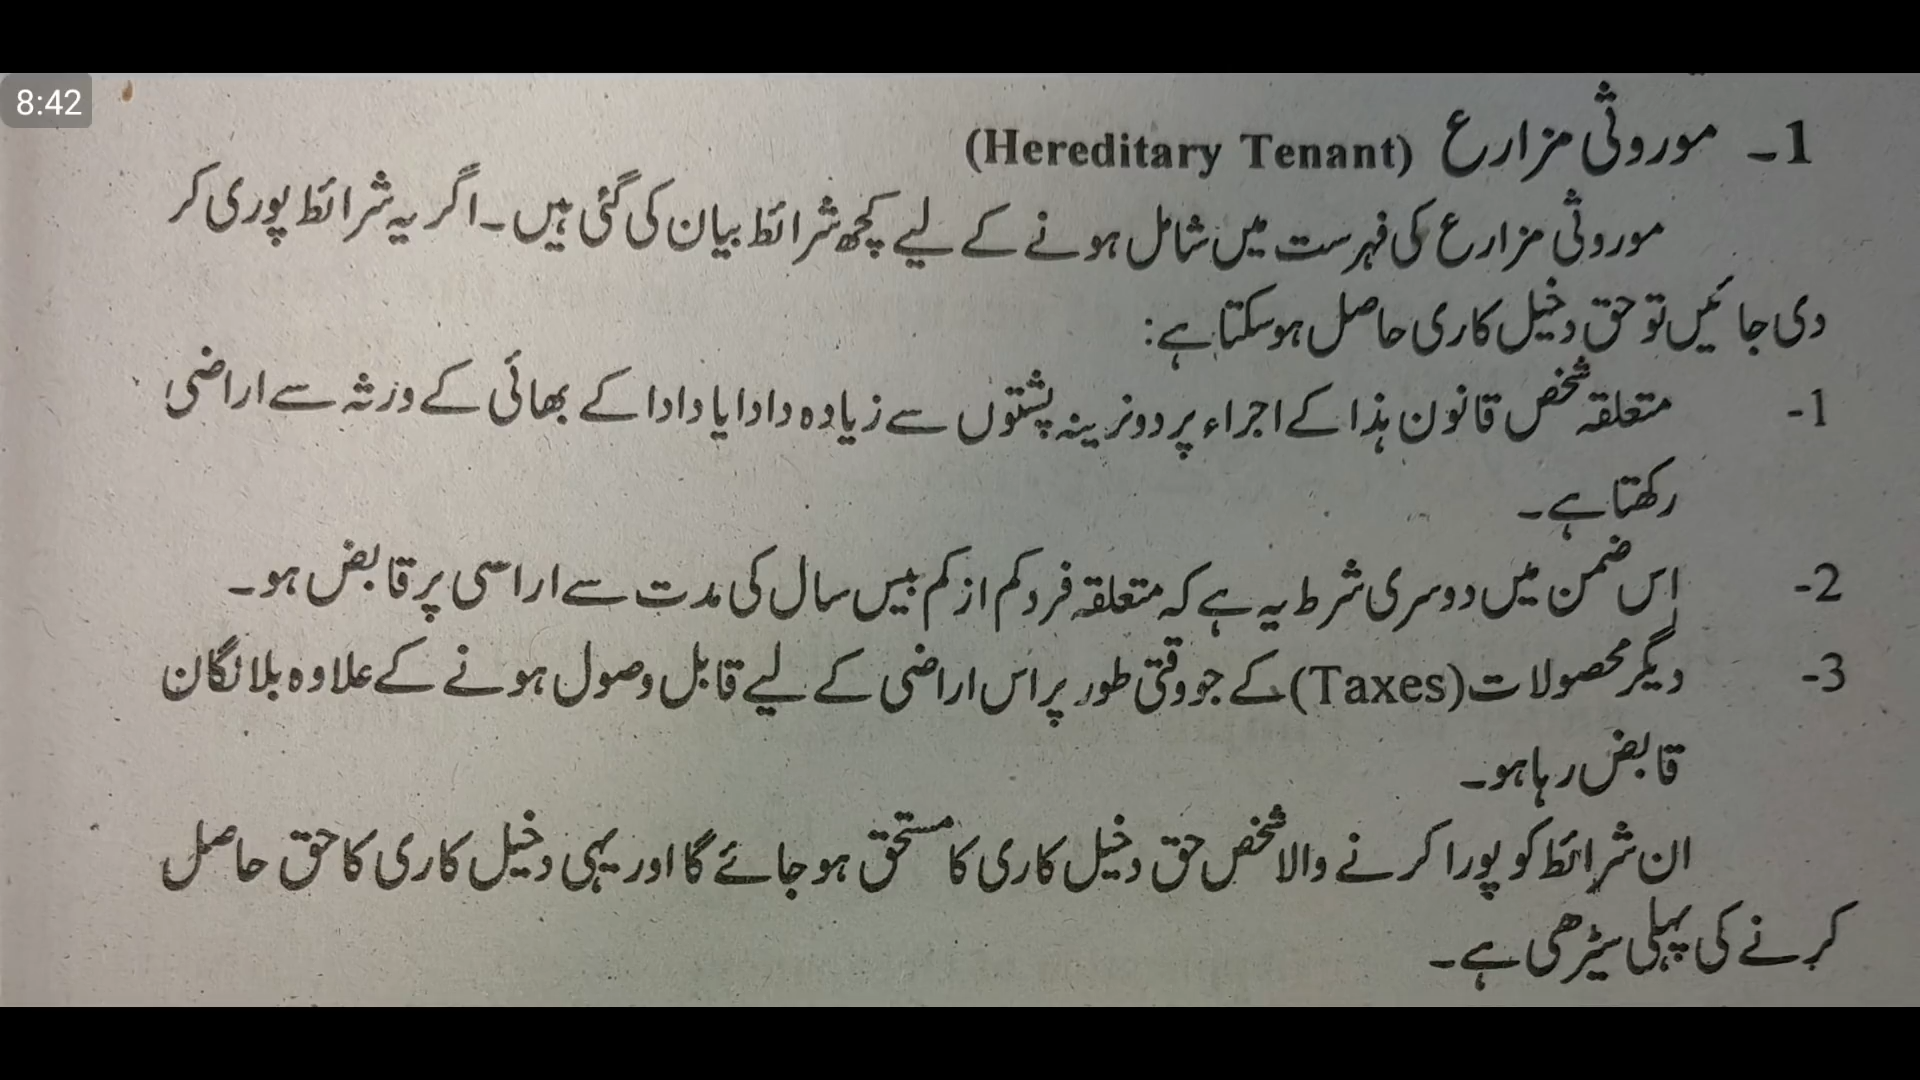 8:42
1۔ موروثی مزارع (Hereditary Tenant)
موروثی مزارع کی فہرست میں شامل ہونے کے لیے کچھ شرائط بیان کی گئی ہیں۔ اگر یہ شرائط پوری کر
دی جائیں تو حق دخیل کاری حاصل ہو سکتا ہے:
1- متعلقہ شخص قانون ہذا کے اجراء پر دو نرینہ پشتوں سے زیادہ دادا یا دادا کے بھائی کے ورثہ سے اراضی
رکھتا ہے۔
2- اس ضمن میں دوسری شرط یہ ہے کہ متعلقہ فرد کم از کم بیس سال کی مدت سے اراضی پر قابض ہو۔
3- دیگر محصولات (Taxes) کے جو وقتی طور پر اس اراضی کے لیے قابل وصول ہونے کے علاوہ بلا لگان
قابض رہا ہو۔
ان شرائط کو پورا کرنے والا شخص حق دخیل کاری کا مستحق ہو جائے گا اور یہی دخیل کاری کا حق حاصل
کرنے کی پہلی سیڑھی ہے۔